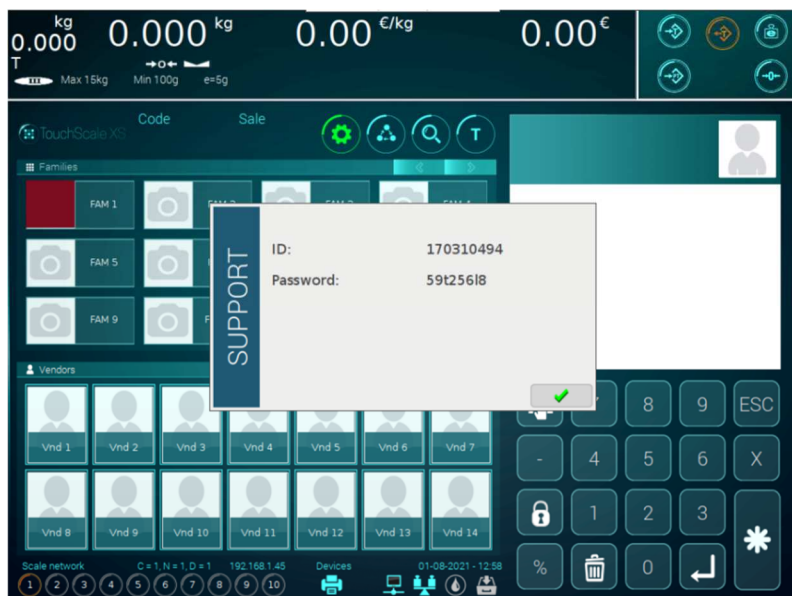 kg
0.000
T
0.000 kg
0.00 €/kg
0.00 €
Max 15kg Min 100g e=5g
TouchScale XS
Code Sale
T
Families
FAM 1
FAM 5
FAM 9
SUPPORT
ID: 170310494
Password: 59t256l8
Vendors
Vnd 1 Vnd 2 Vnd 3 Vnd 4 Vnd 5 Vnd 6 Vnd 7
Vnd 8 Vnd 9 Vnd 10 Vnd 11 Vnd 12 Vnd 13 Vnd 14
8 9 ESC
- 4 5 6 X
1 2 3
% 0
Scale network C = 1, N = 1, D = 1 192.168.1.45 Devices 01-08-2021 - 12:58
1 2 3 4 5 6 7 8 9 10